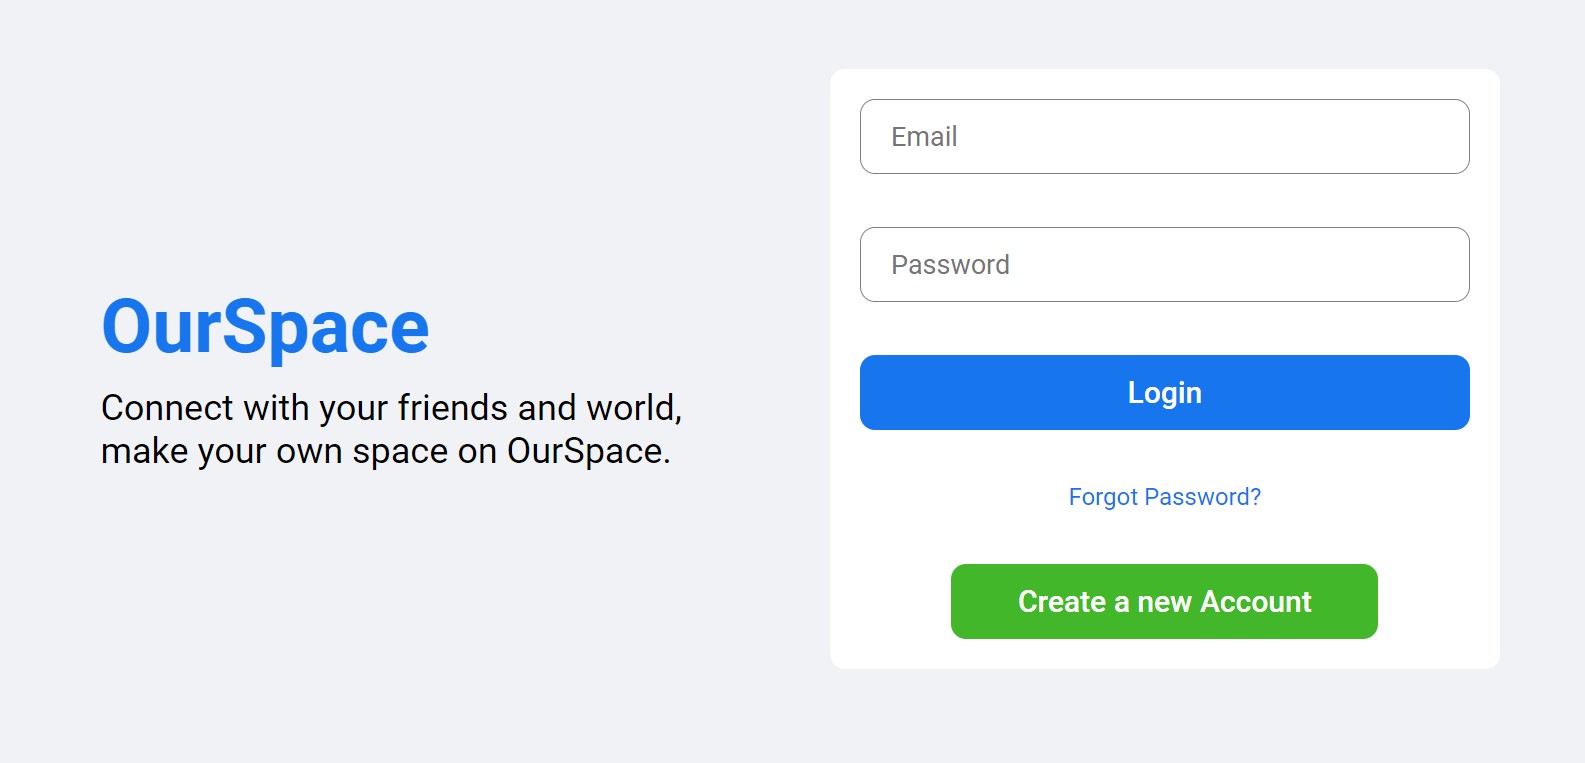 OurSpace
Connect with your friends and world,
make your own space on OurSpace.
Email
Password
Login
Forgot Password?
Create a new Account